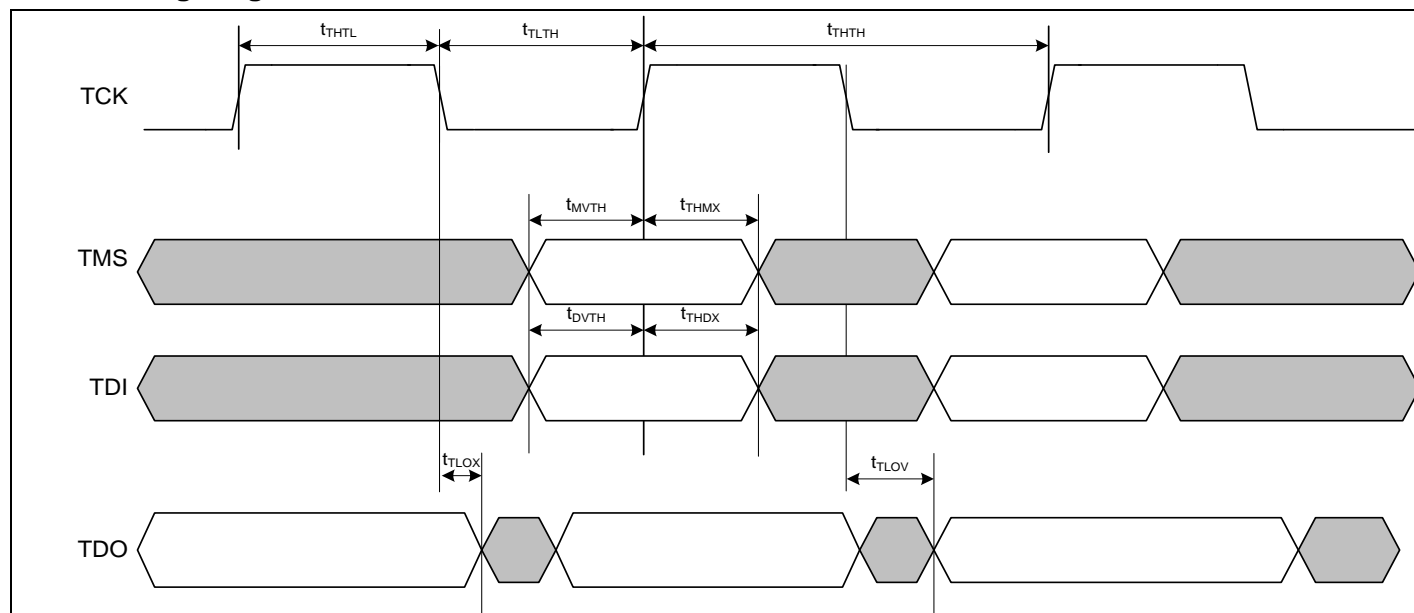 tTHTL tTLTH tTHTH
TCK
tMVTH tTHMX
TMS
tDVTH tTHDX
TDI
tTLOX tTLOV
TDO